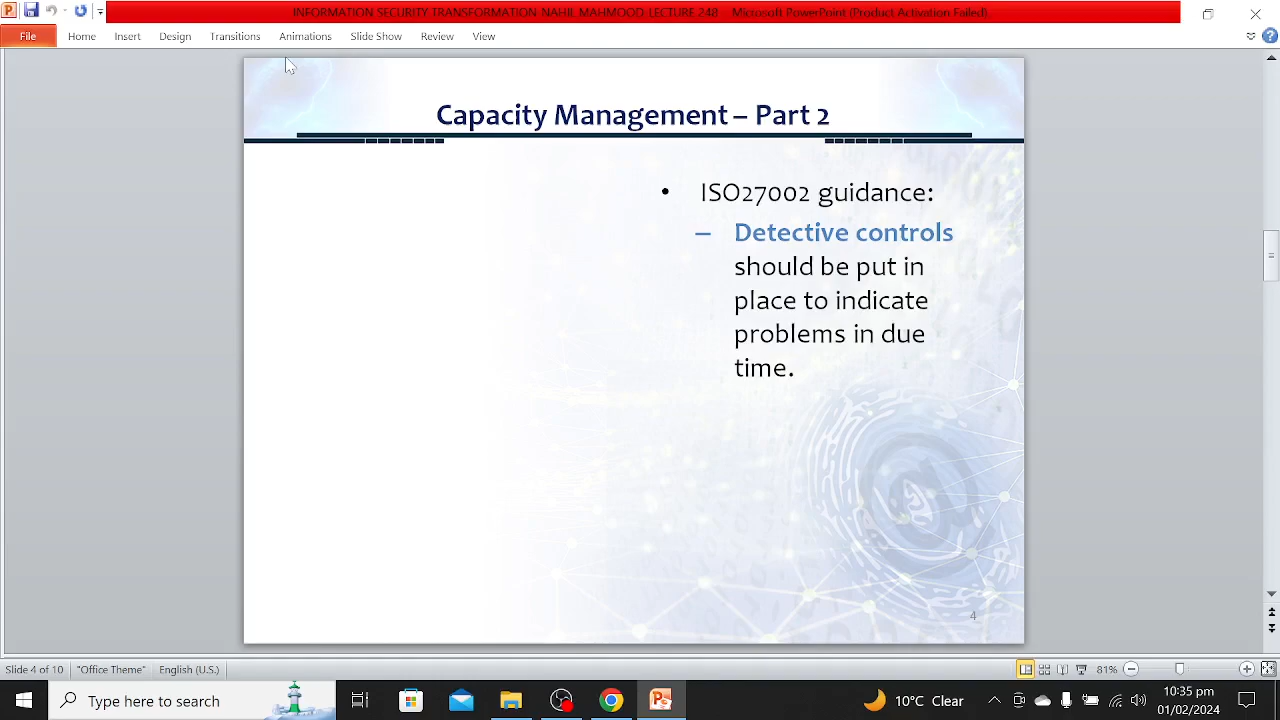 INFORMATION SECURITY TRANSFORMATION-NAHIL MAHMOOD-LECTURE 248 - Microsoft PowerPoint (Product Activation Failed)
File Home Insert Design Transitions Animations Slide Show Review View
Capacity Management – Part 2
• ISO27002 guidance:
– Detective controls
should be put in
place to indicate
problems in due
time.
4
Slide 4 of 10 "Office Theme" English (U.S.) 81%
Type here to search
10°C Clear
10:35 pm
01/02/2024